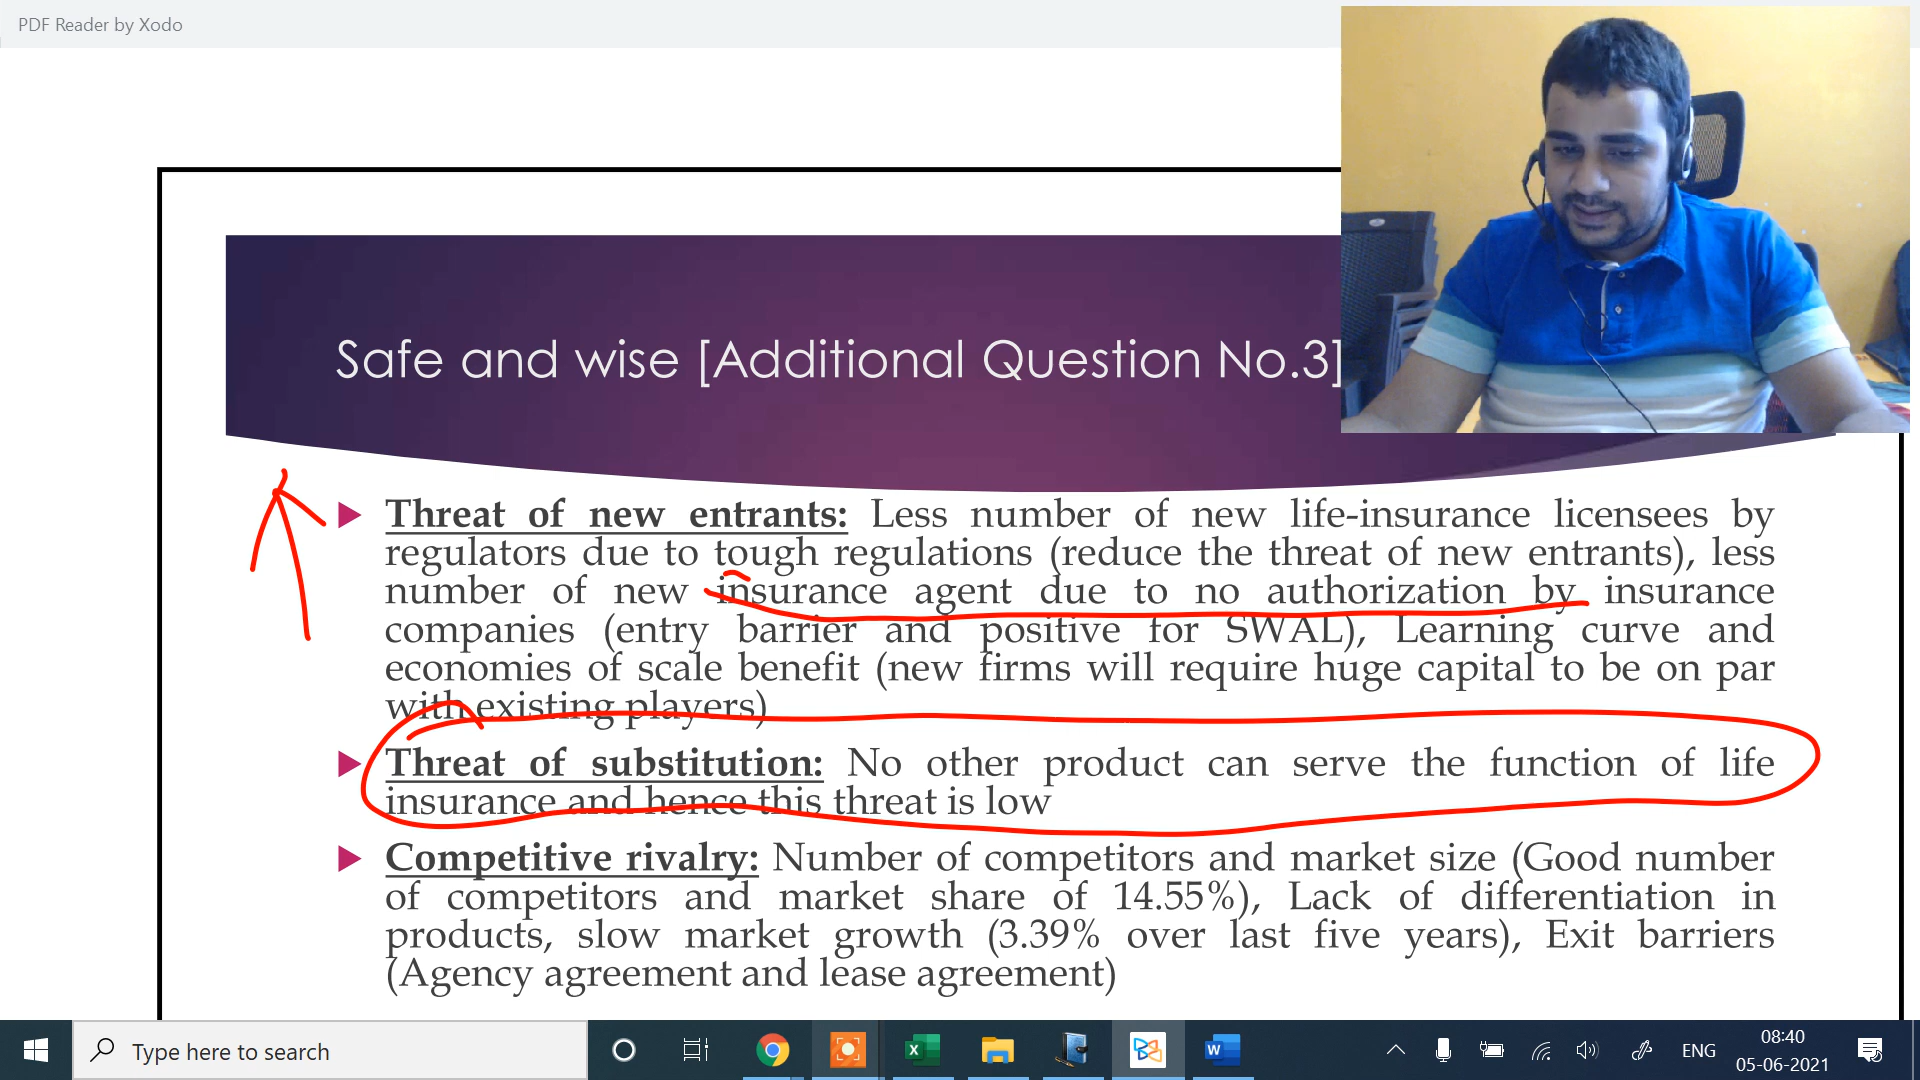 PDF Reader by Xodo
Safe and wise [Additional Question No.3]
Threat of new entrants: Less number of new life-insurance licensees by
regulators due to tough regulations (reduce the threat of new entrants), less
number of new insurance agent due to no authorization by insurance
companies (entry barrier and positive for SWAL), Learning curve and
economies of scale benefit (new firms will require huge capital to be on par
with existing players)
Threat of substitution: No other product can serve the function of life
insurance and hence this threat is low
Competitive rivalry: Number of competitors and market size (Good number
of competitors and market share of 14.55%), Lack of differentiation in
products, slow market growth (3.39% over last five years), Exit barriers
(Agency agreement and lease agreement)
Type here to search
ENG
08:40
05-06-2021